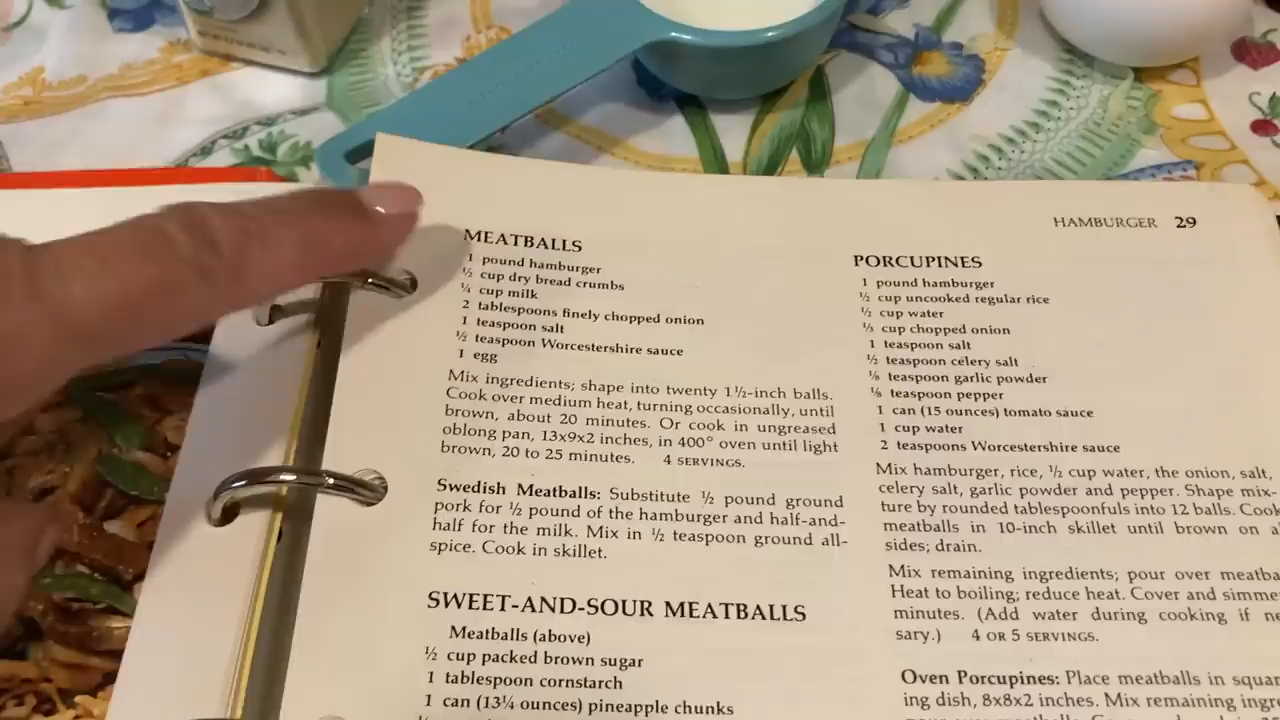 HAMBURGER 29
MEATBALLS
1 pound hamburger
½ cup dry bread crumbs
¼ cup milk
2 tablespoons finely chopped onion
1 teaspoon salt
½ teaspoon Worcestershire sauce
1 egg
Mix ingredients; shape into twenty 1½-inch balls.
Cook over medium heat, turning occasionally, until
brown, about 20 minutes. Or cook in ungreased
oblong pan, 13x9x2 inches, in 400° oven until light
brown, 20 to 25 minutes. 4 SERVINGS.
Swedish Meatballs: Substitute ½ pound ground
pork for ½ pound of the hamburger and half-and-
half for the milk. Mix in ½ teaspoon ground all-
spice. Cook in skillet.
SWEET-AND-SOUR MEATBALLS
Meatballs (above)
½ cup packed brown sugar
1 tablespoon cornstarch
1 can (13¼ ounces) pineapple chunks
PORCUPINES
1 pound hamburger
½ cup uncooked regular rice
½ cup water
⅓ cup chopped onion
1 teaspoon salt
½ teaspoon celery salt
⅛ teaspoon garlic powder
⅛ teaspoon pepper
1 can (15 ounces) tomato sauce
1 cup water
2 teaspoons Worcestershire sauce
Mix hamburger, rice, ½ cup water, the onion, salt,
celery salt, garlic powder and pepper. Shape mix-
ture by rounded tablespoonfuls into 12 balls. Cook
meatballs in 10-inch skillet until brown on a
sides; drain.
Mix remaining ingredients; pour over meatba
Heat to boiling; reduce heat. Cover and simme
minutes. (Add water during cooking if ne
sary.) 4 OR 5 SERVINGS.
Oven Porcupines: Place meatballs in squar
ing dish, 8x8x2 inches. Mix remaining ingre